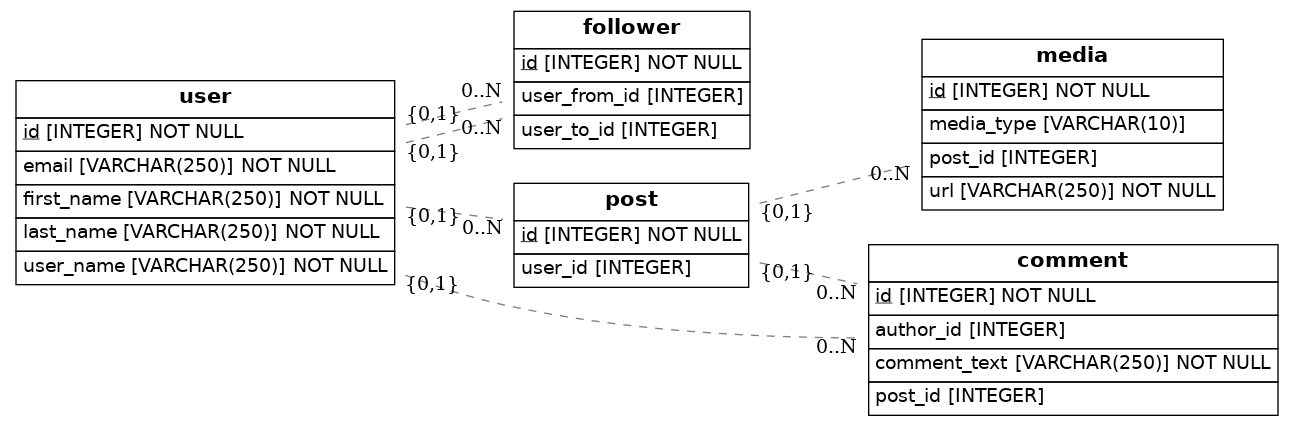 user
id [INTEGER] NOT NULL
email [VARCHAR(250)] NOT NULL
first_name [VARCHAR(250)] NOT NULL
last_name [VARCHAR(250)] NOT NULL
user_name [VARCHAR(250)] NOT NULL
{0,1}
0..N
{0,1}
0..N
{0,1}
0..N
{0,1}
0..N
follower
id [INTEGER] NOT NULL
user_from_id [INTEGER]
user_to_id [INTEGER]
post
id [INTEGER] NOT NULL
user_id [INTEGER]
{0,1}
0..N
{0,1}
0..N
media
id [INTEGER] NOT NULL
media_type [VARCHAR(10)]
post_id [INTEGER]
url [VARCHAR(250)] NOT NULL
comment
id [INTEGER] NOT NULL
author_id [INTEGER]
comment_text [VARCHAR(250)] NOT NULL
post_id [INTEGER]